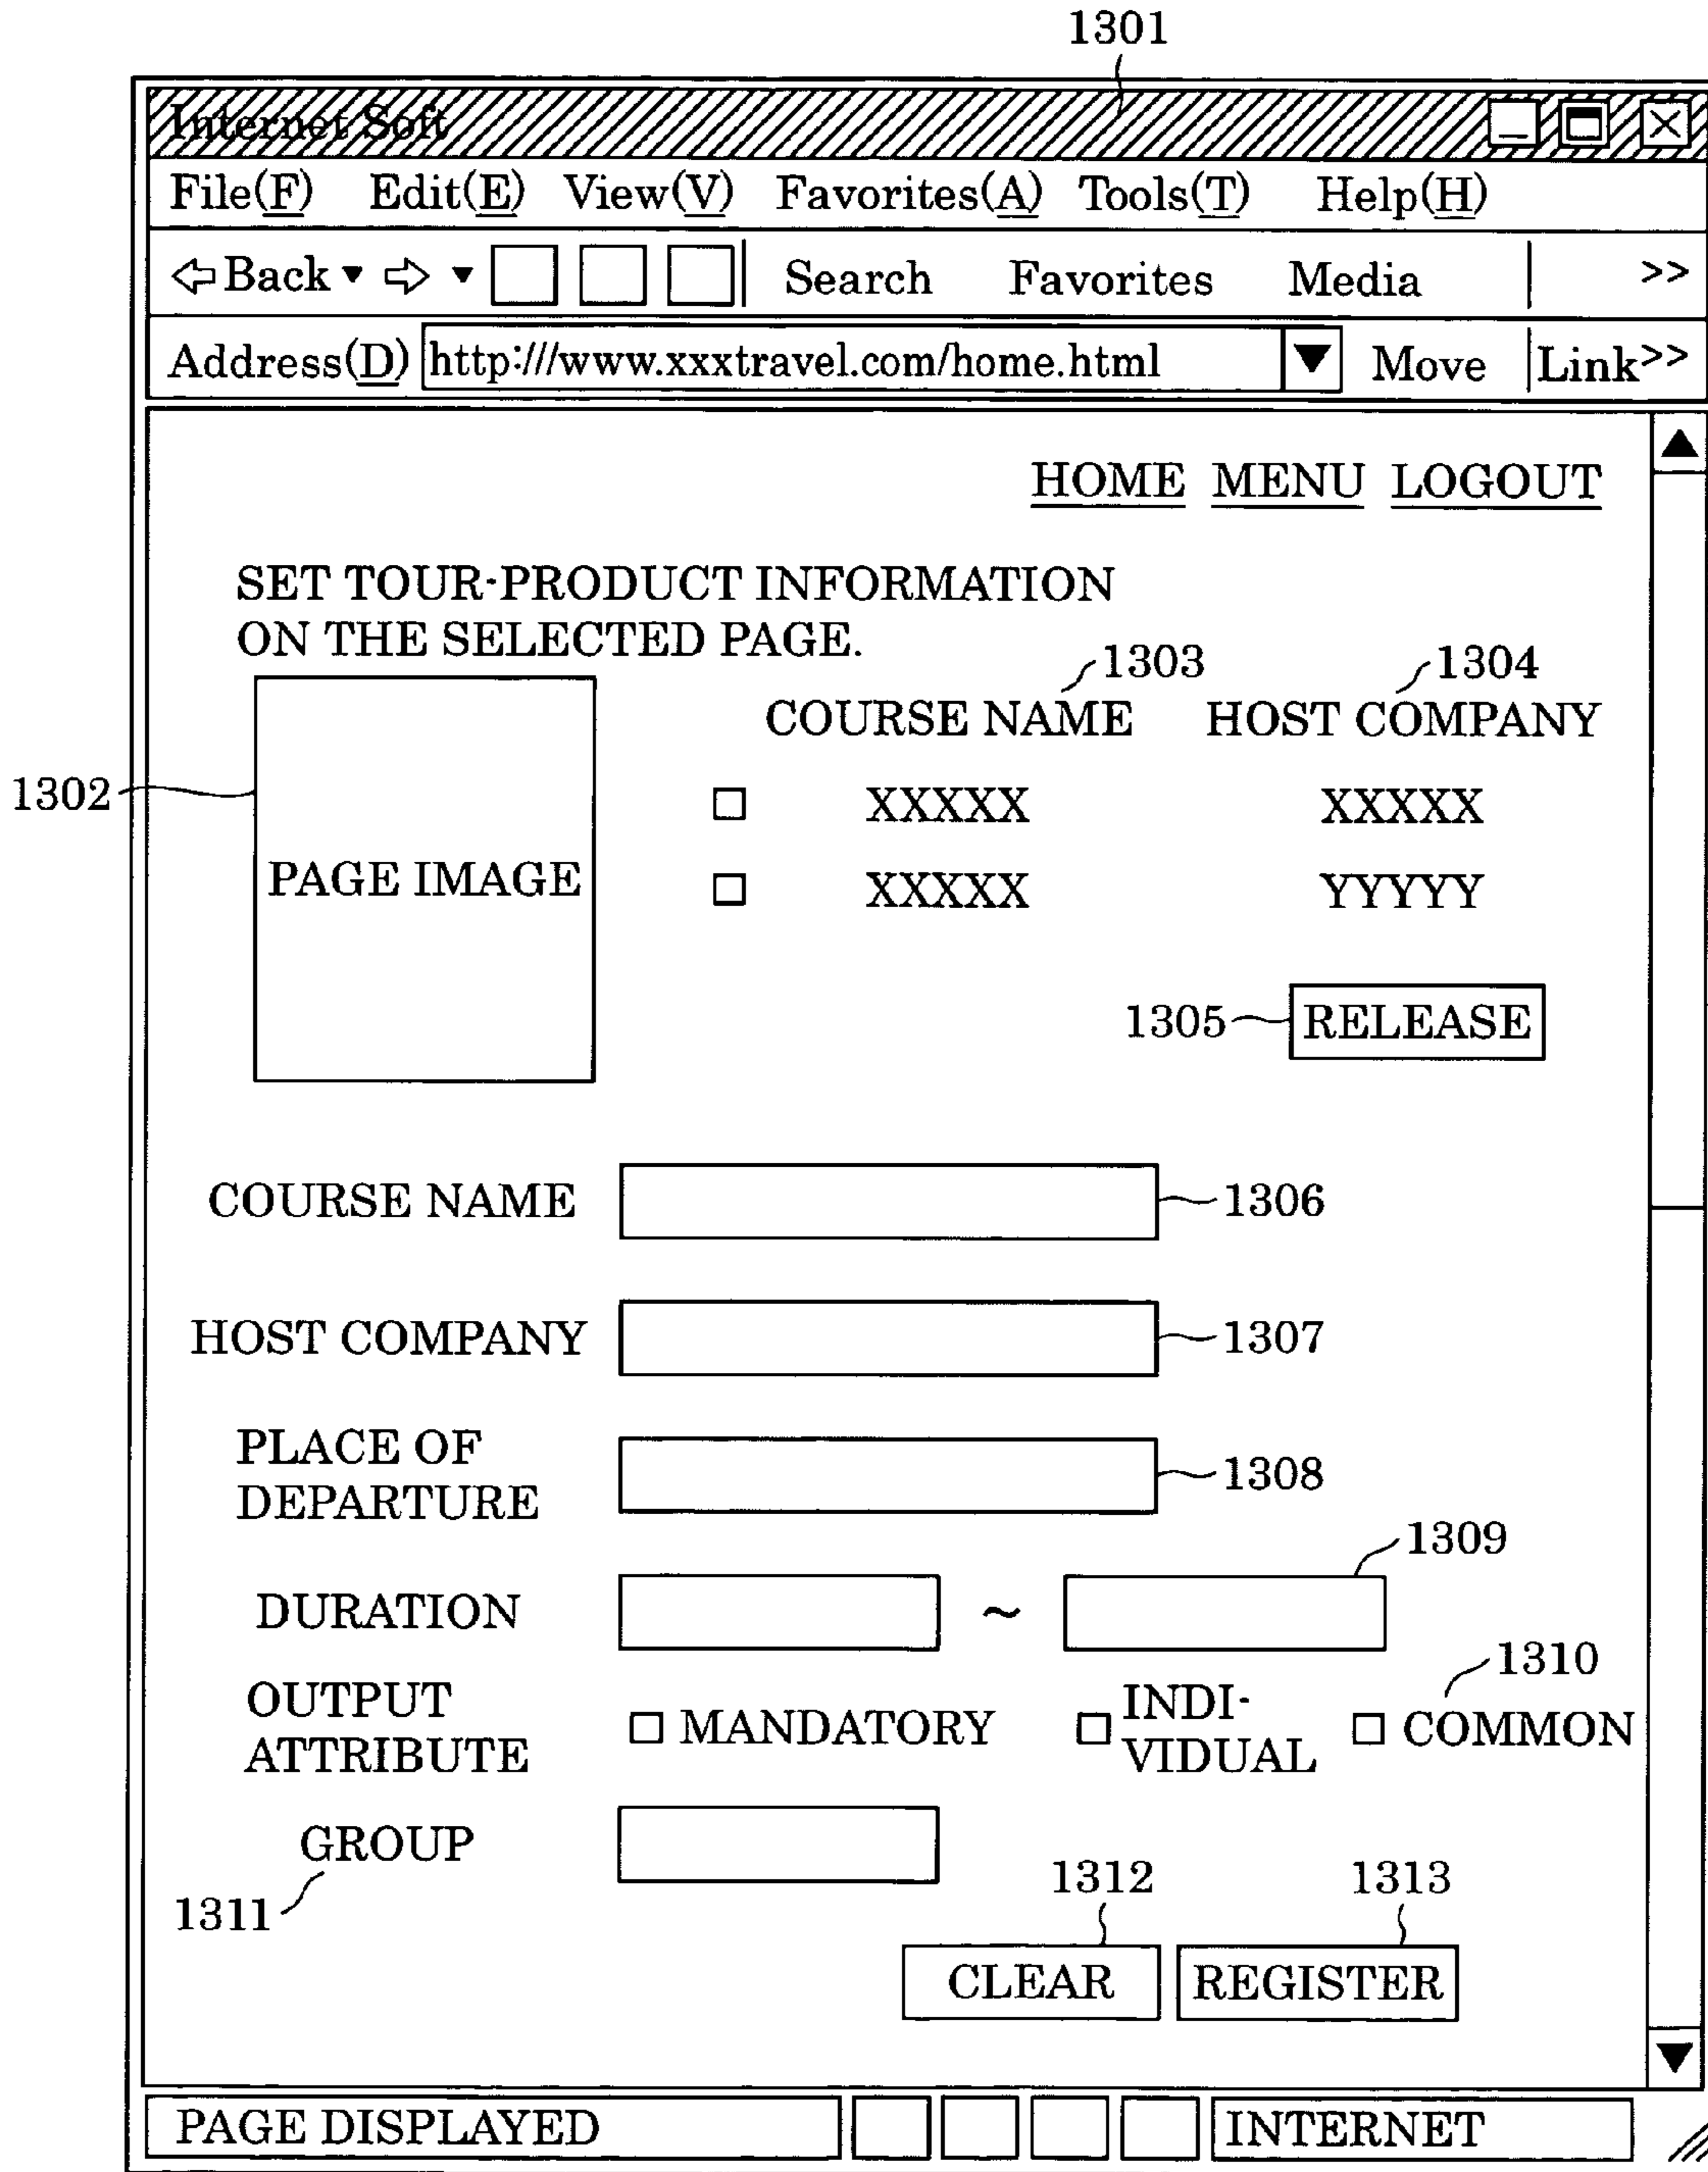 1301
Internet Soft
File(F) Edit(E) View(V) Favorites(A) Tools(T) Help(H)
Back Search Favorites Media >>
Address(D) http:///www.xxxtravel.com/home.html Move Link>>
HOME MENU LOGOUT
SET TOUR-PRODUCT INFORMATION
ON THE SELECTED PAGE.
1303 1304
COURSE NAME HOST COMPANY
1302
XXXXX XXXXX
PAGE IMAGE
XXXXX YYYYY
1305 RELEASE
COURSE NAME 1306
HOST COMPANY 1307
PLACE OF
DEPARTURE
1308
1309
DURATION ~
1310
OUTPUT
ATTRIBUTE
MANDATORY
INDI-
VIDUAL
COMMON
GROUP
1311
1312 1313
CLEAR REGISTER
PAGE DISPLAYED INTERNET